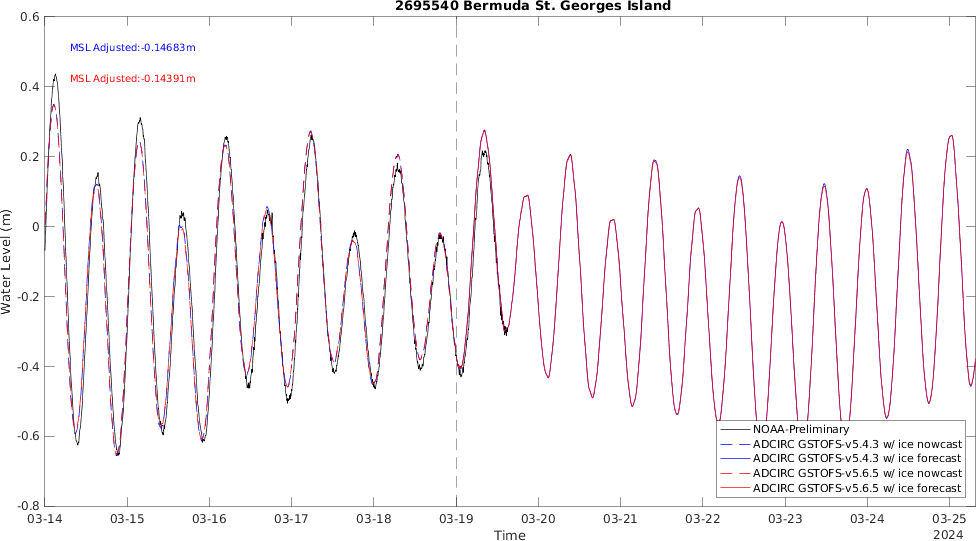 2695540 Bermuda St. Georges Island
MSL Adjusted:-0.14683m
MSL Adjusted:-0.14391m
Water Level (m)
0.6
0.4
0.2
0
-0.2
-0.4
-0.6
-0.8
NOAA-Preliminary
ADCIRC GSTOFS-v5.4.3 w/ ice nowcast
ADCIRC GSTOFS-v5.4.3 w/ ice forecast
ADCIRC GSTOFS-v5.6.5 w/ ice nowcast
ADCIRC GSTOFS-v5.6.5 w/ ice forecast
03-14 03-15 03-16 03-17 03-18 03-19 03-20 03-21 03-22 03-23 03-24 03-25
2024
Time